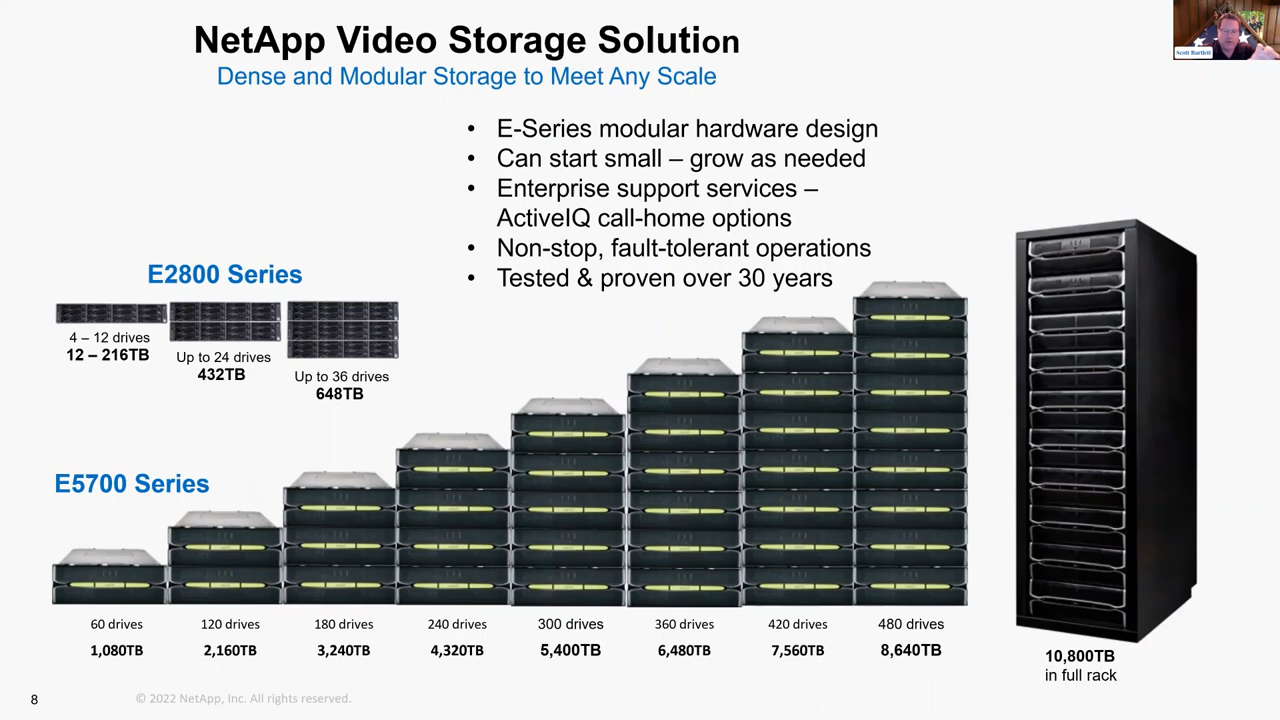 NetApp Video Storage Solution
Dense and Modular Storage to Meet Any Scale
Scott Bartlett
• E-Series modular hardware design
• Can start small – grow as needed
• Enterprise support services –
ActiveIQ call-home options
• Non-stop, fault-tolerant operations
• Tested & proven over 30 years
E2800 Series
4 – 12 drives
12 – 216TB
Up to 24 drives
432TB
Up to 36 drives
648TB
E5700 Series
60 drives
1,080TB
120 drives
2,160TB
180 drives
3,240TB
240 drives
4,320TB
300 drives
5,400TB
360 drives
6,480TB
420 drives
7,560TB
480 drives
8,640TB
10,800TB
in full rack
8
© 2022 NetApp, Inc. All rights reserved.